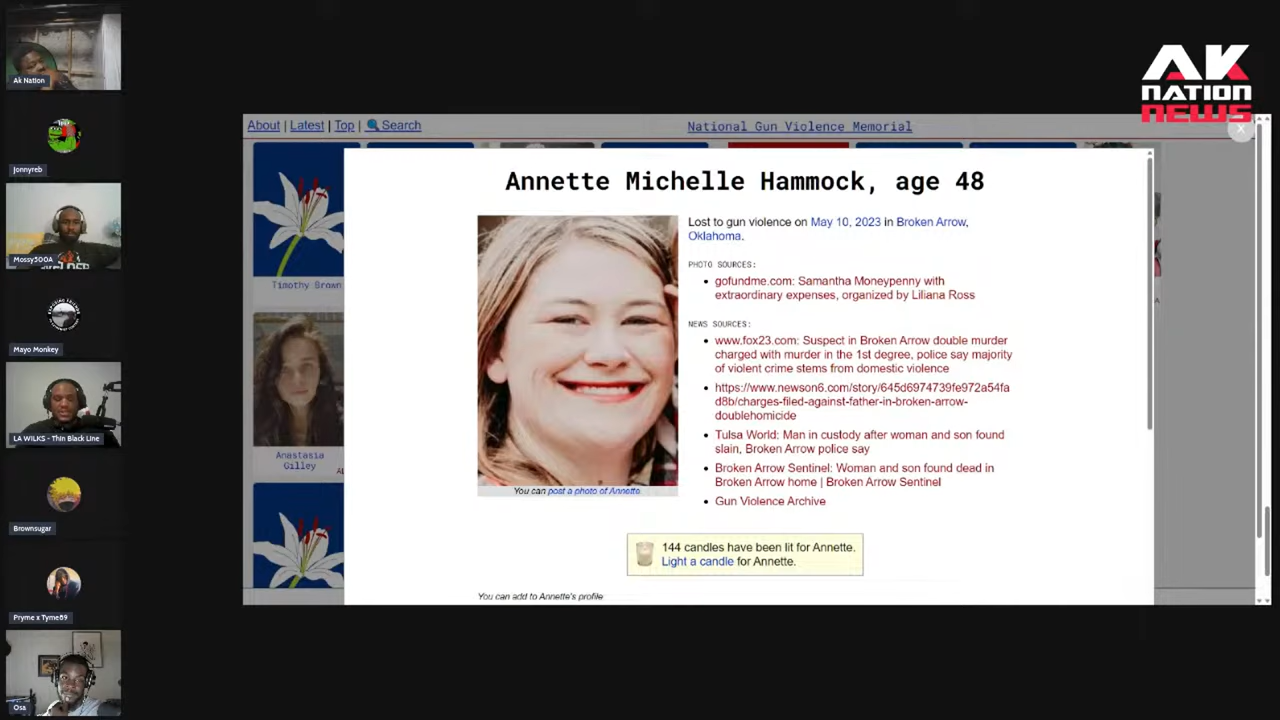 Ak Nation
Jonnyreb
Mossy500A
Mayo Monkey
LA WILKS - Thin Black Line
Brownsugar
Pryme x Tyme89
Osa
AK
NATION
NEWS
About | Latest | Top | Search
National Gun Violence Memorial
Timothy Brown
Anastasia
Gilley
Annette Michelle Hammock, age 48
Lost to gun violence on May 10, 2023 in Broken Arrow,
Oklahoma.
PHOTO SOURCES:
• gofundme.com: Samantha Moneypenny with
extraordinary expenses, organized by Liliana Ross
NEWS SOURCES:
• www.fox23.com: Suspect in Broken Arrow double murder
charged with murder in the 1st degree, police say majority
of violent crime stems from domestic violence
• https://www.newson6.com/story/645d6974739fe972a54fa
d8b/charges-filed-against-father-in-broken-arrow-
doublehomicide
• Tulsa World: Man in custody after woman and son found
slain, Broken Arrow police say
• Broken Arrow Sentinel: Woman and son found dead in
Broken Arrow home | Broken Arrow Sentinel
• Gun Violence Archive
You can post a photo of Annette
144 candles have been lit for Annette.
Light a candle for Annette.
You can add to Annette's profile